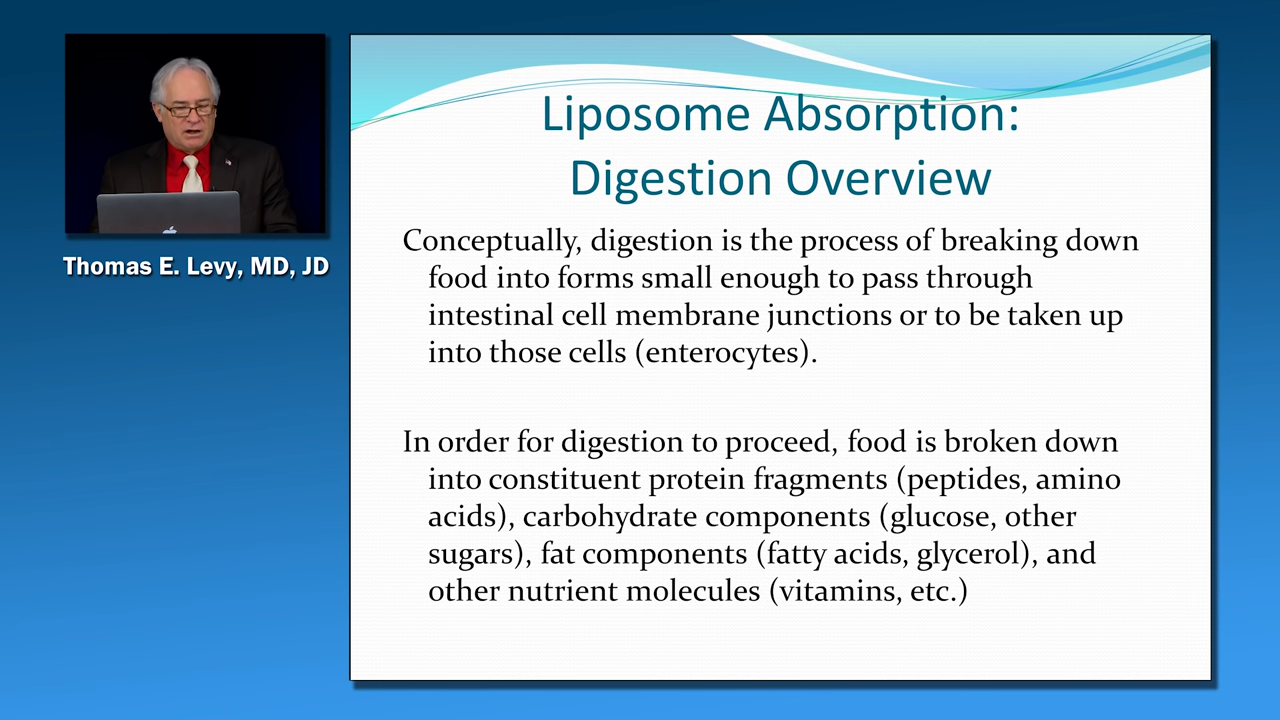 Thomas E. Levy, MD, JD
Liposome Absorption:
Digestion Overview
Conceptually, digestion is the process of breaking down
food into forms small enough to pass through
intestinal cell membrane junctions or to be taken up
into those cells (enterocytes).
In order for digestion to proceed, food is broken down
into constituent protein fragments (peptides, amino
acids), carbohydrate components (glucose, other
sugars), fat components (fatty acids, glycerol), and
other nutrient molecules (vitamins, etc.)